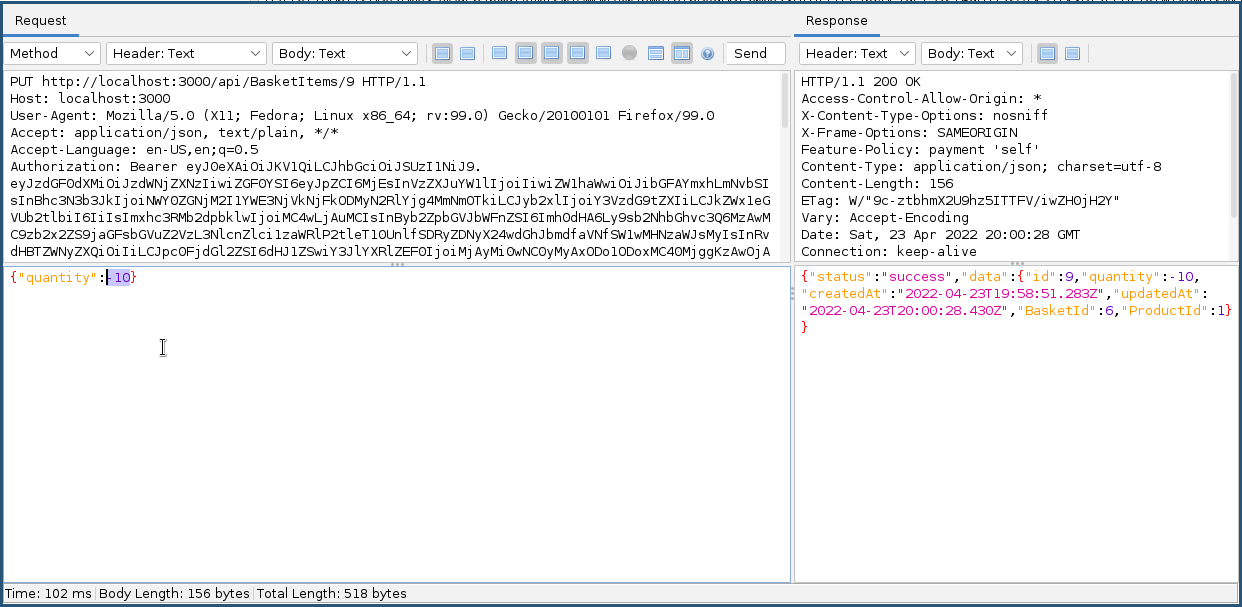 Request
Method
Header: Text
Body: Text
Send
PUT http://localhost:3000/api/BasketItems/9 HTTP/1.1
Host: localhost:3000
User-Agent: Mozilla/5.0 (X11; Fedora; Linux x86_64; rv:99.0) Gecko/20100101 Firefox/99.0
Accept: application/json, text/plain, */*
Accept-Language: en-US,en;q=0.5
Authorization: Bearer eyJ0eXAiOiJKV1QiLCJhbGciOiJSUzI1NiJ9.
{"quantity":-10}
Response
Header: Text
Body: Text
HTTP/1.1 200 OK
Access-Control-Allow-Origin: *
X-Content-Type-Options: nosniff
X-Frame-Options: SAMEORIGIN
Feature-Policy: payment 'self'
Content-Type: application/json; charset=utf-8
Content-Length: 156
ETag: W/"9c-ztbhmX2U9hz5ITTFV/iwZH0jH2Y"
Vary: Accept-Encoding
Date: Sat, 23 Apr 2022 20:00:28 GMT
Connection: keep-alive
{"status":"success","data":{"id":9,"quantity":-10,
"createdAt":"2022-04-23T19:58:51.283Z","updatedAt":
"2022-04-23T20:00:28.430Z","BasketId":6,"ProductId":1}
}
Time: 102 ms Body Length: 156 bytes Total Length: 518 bytes